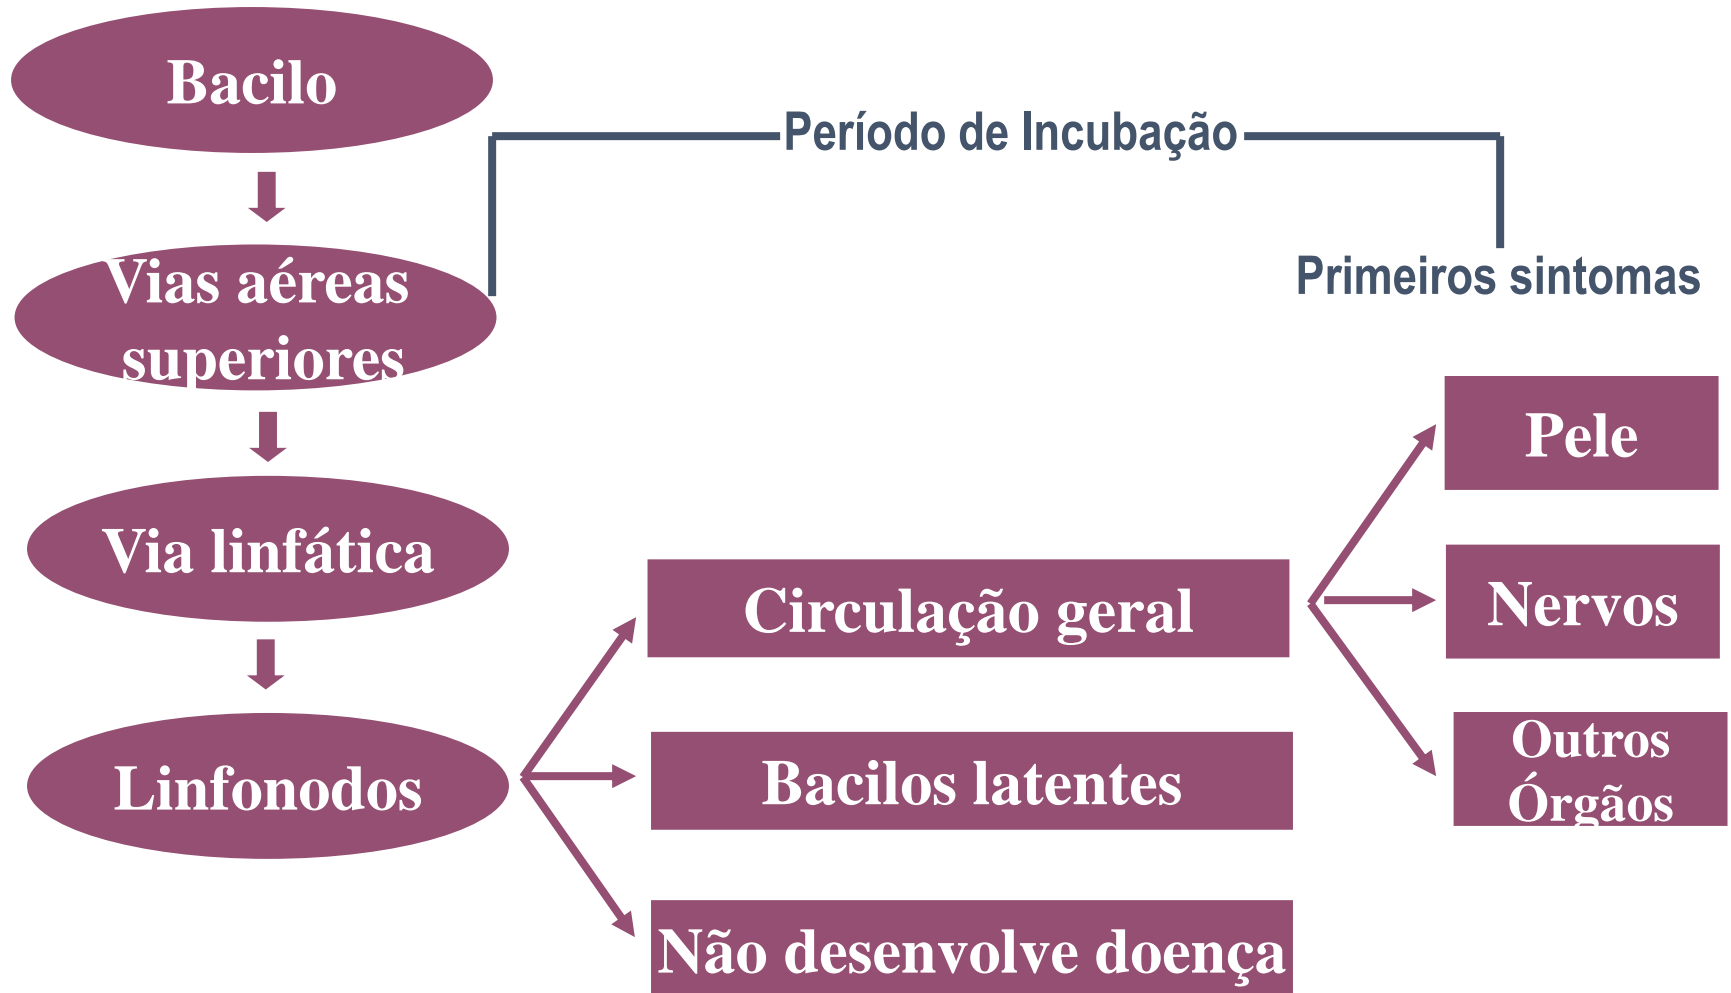 Bacilo
Período de Incubação
Vias aéreas
superiores
Primeiros sintomas
Pele
Via linfática
Circulação geral
Nervos
Linfonodos
Bacilos latentes
Outros
Órgãos
Não desenvolve doença